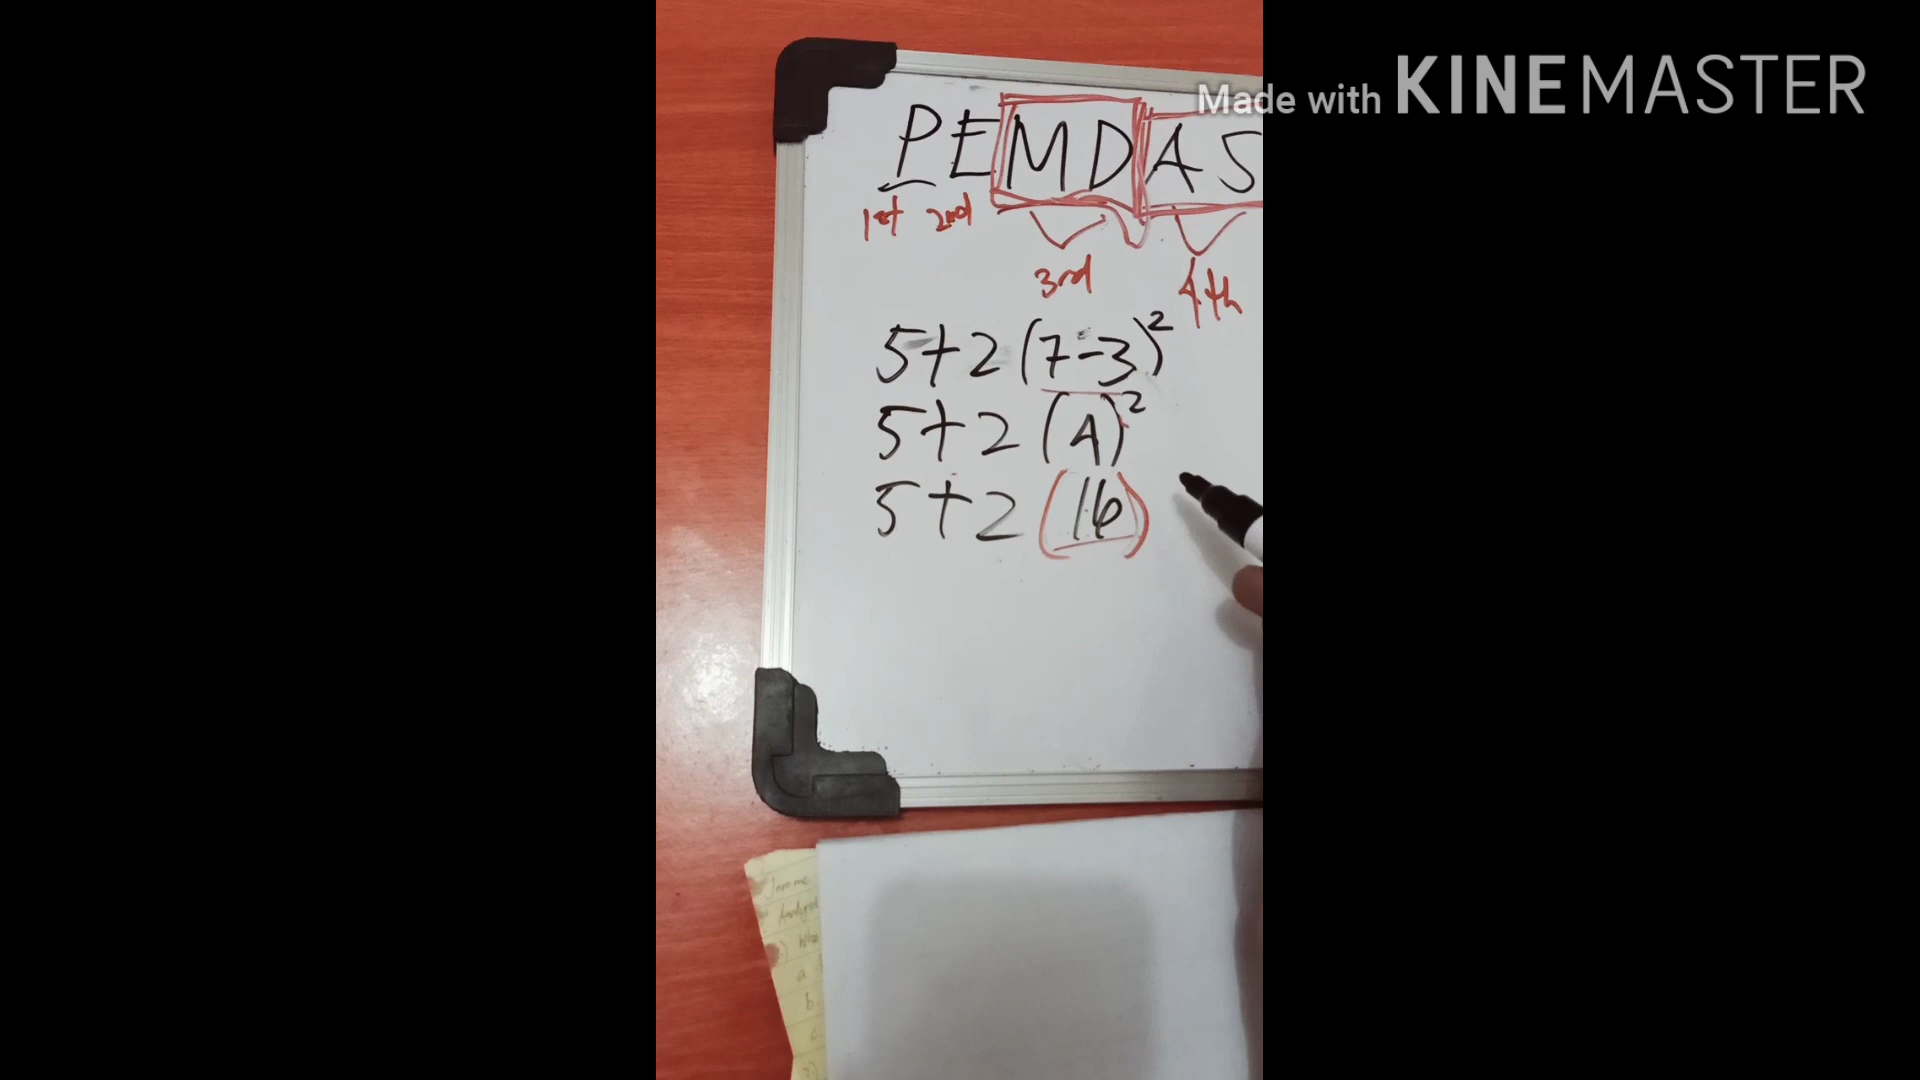 Made with KINEMASTER
PEMDAS
1st 2nd
3rd 4th
5+2(7-3)²
5+2(4)²
5+2(16)
a
b.
c.
2)